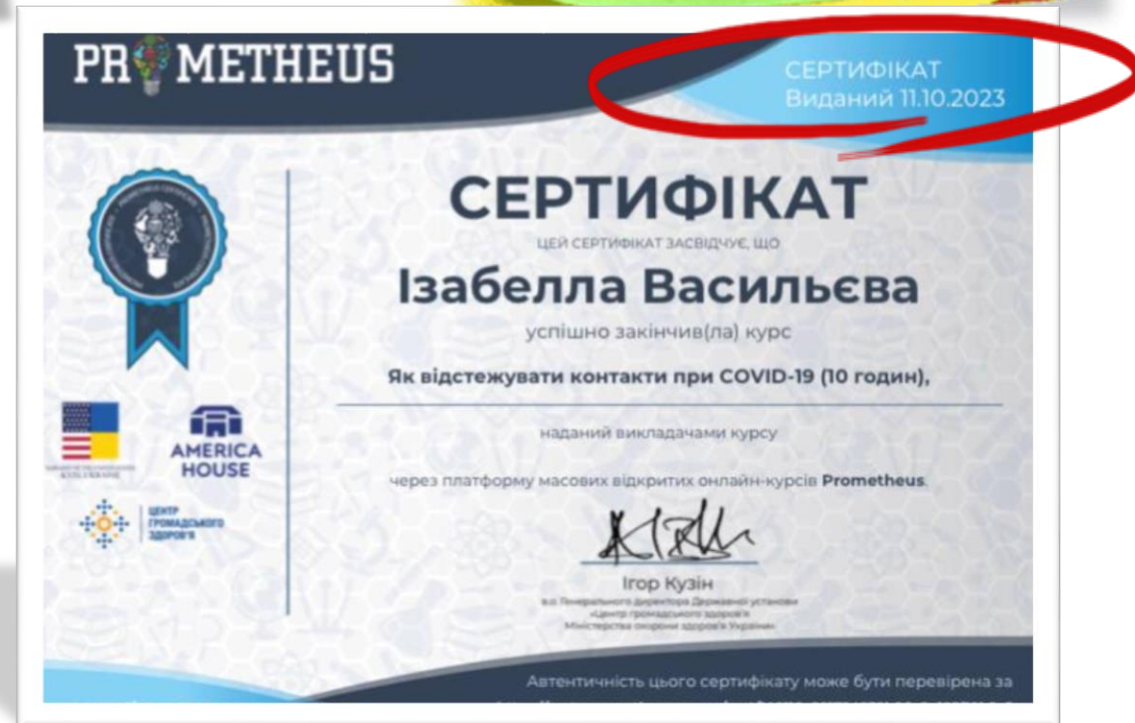 PROMETHEUS
СЕРТИФІКАТ
Виданий 11.10.2023
СЕРТИФІКАТ
ЦЕЙ СЕРТИФІКАТ ЗАСВІДЧУЄ, ЩО
Ізабелла Васильєва
успішно закінчив(ла) курс
Як відстежувати контакти при COVID-19 (10 годин),
наданий викладачами курсу
через платформу масових відкритих онлайн-курсів Prometheus.
AMERICA
HOUSE
ЦЕНТР
ГРОМАДСЬКОГО
ЗДОРОВ'Я
Ігор Кузін
в.о. Генерального директора Державної установи
«Центр громадського здоров'я
Міністерства охорони здоров'я України»
Автентичність цього сертифікату може бути перевірена за